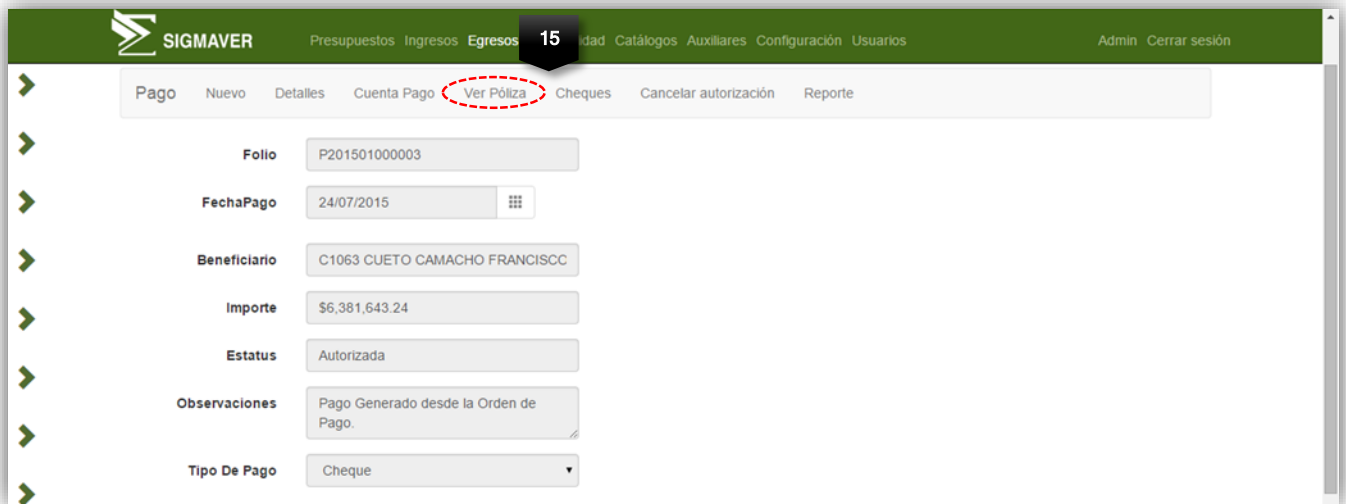 SIGMAVER Presupuestos Ingresos Egresos 15 idad Catálogos Auxiliares Configuración Usuarios Admin Cerrar sesión
Pago Nuevo Detalles Cuenta Pago Ver Póliza Cheques Cancelar autorización Reporte
Folio P201501000003
FechaPago 24/07/2015
Beneficiario C1063 CUETO CAMACHO FRANCISCO
Importe $6,381,643.24
Estatus Autorizada
Observaciones Pago Generado desde la Orden de
Pago.
Tipo De Pago Cheque